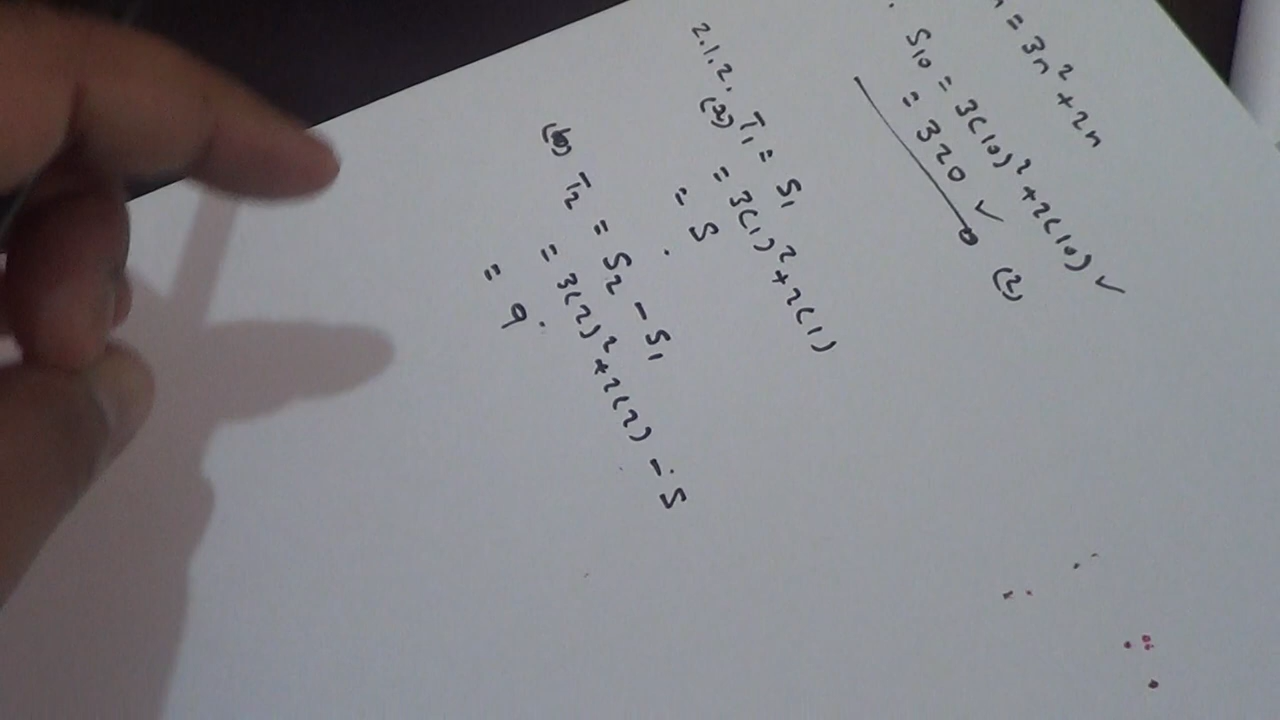 = 3n² + 2n
S10 = 3(10)² + 2(10) ✓
= 320 ✓
(2)
2.1.2.
(a) T1 = S1
= 3(1)² + 2(1)
= 5
(b) T2 = S2 - S1
= 3(2)² + 2(2) - 5
= 9.